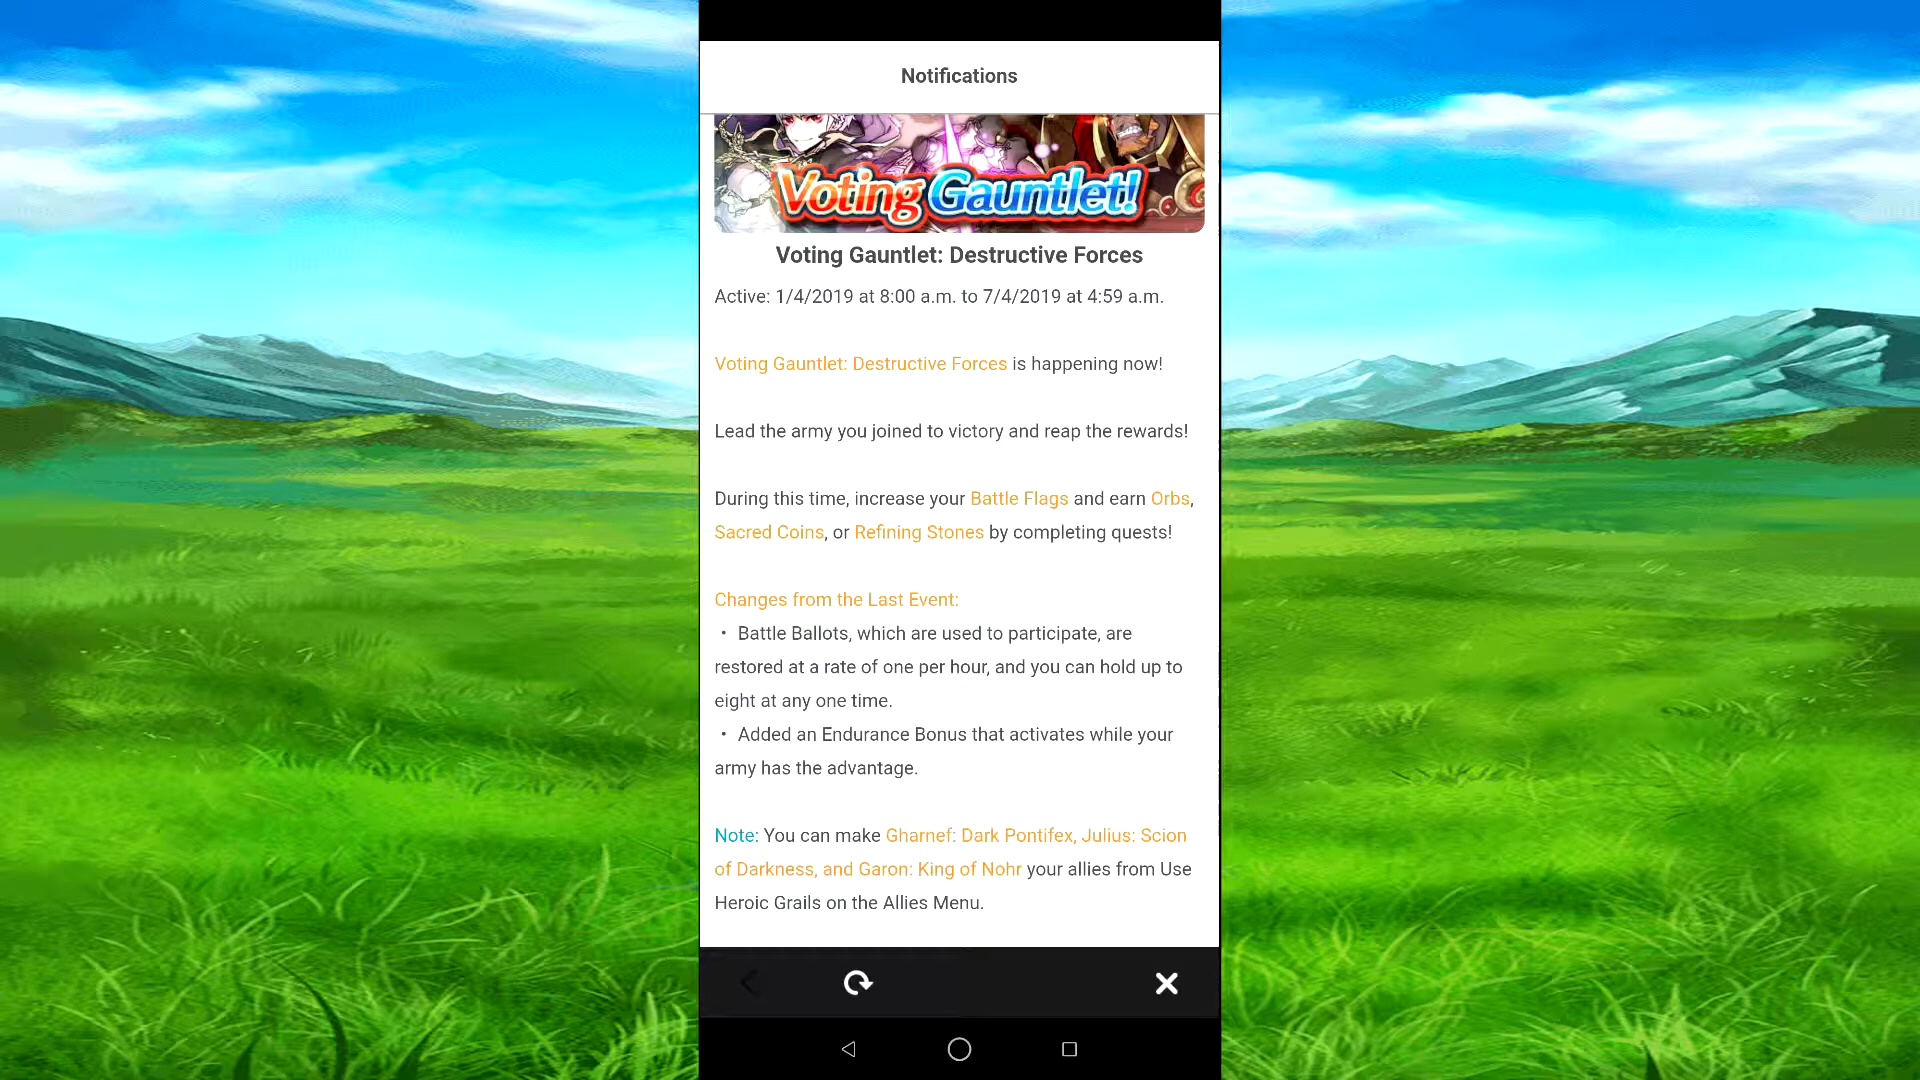 Notifications
Voting Gauntlet!
Voting Gauntlet: Destructive Forces
Active: 1/4/2019 at 8:00 a.m. to 7/4/2019 at 4:59 a.m.
Voting Gauntlet: Destructive Forces is happening now!
Lead the army you joined to victory and reap the rewards!
During this time, increase your Battle Flags and earn Orbs,
Sacred Coins, or Refining Stones by completing quests!
Changes from the Last Event:
・ Battle Ballots, which are used to participate, are
restored at a rate of one per hour, and you can hold up to
eight at any one time.
・ Added an Endurance Bonus that activates while your
army has the advantage.
Note: You can make Gharnef: Dark Pontifex, Julius: Scion
of Darkness, and Garon: King of Nohr your allies from Use
Heroic Grails on the Allies Menu.